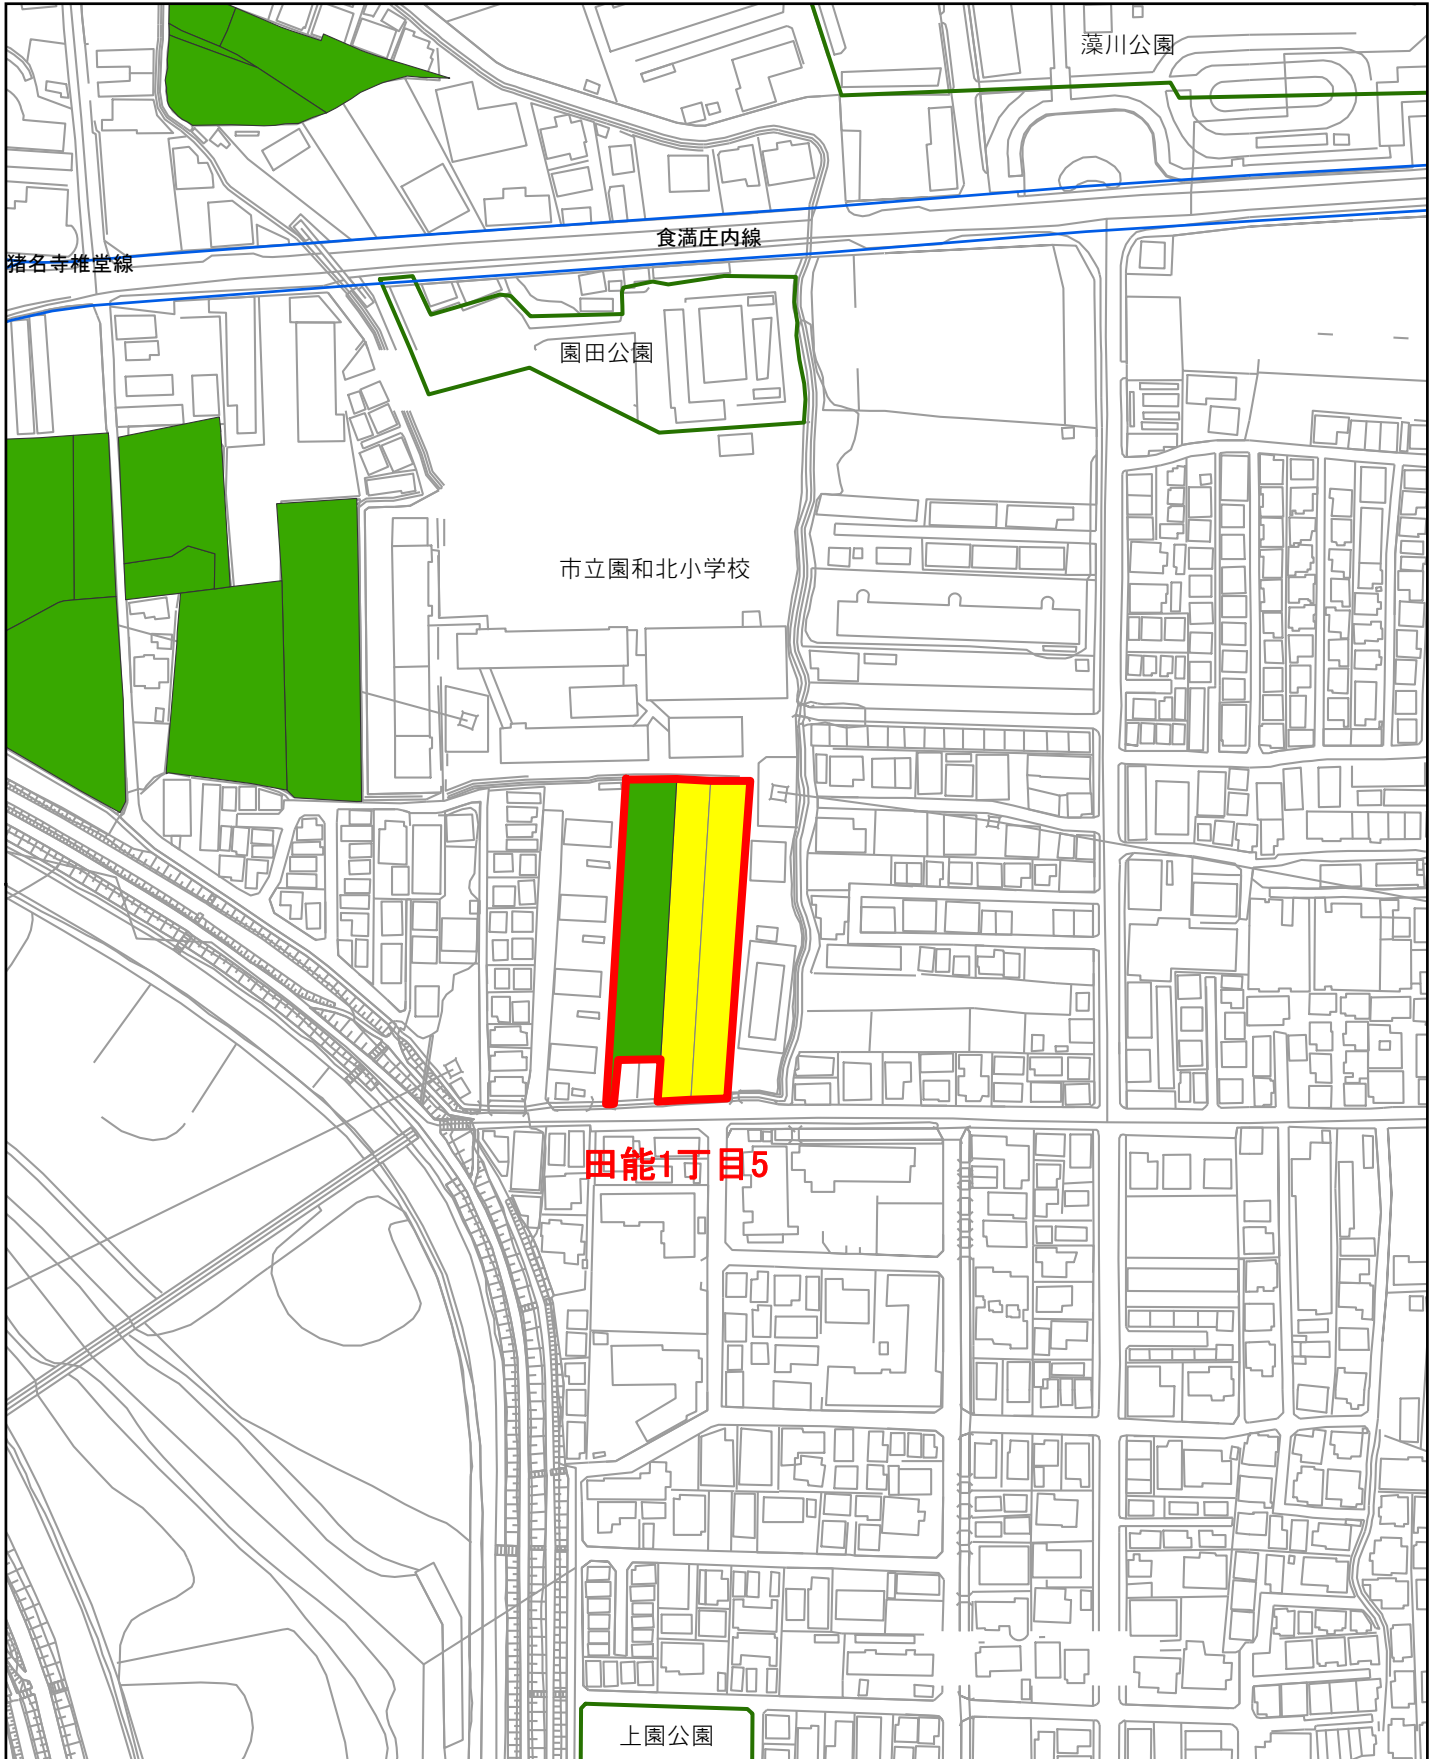 藻川公園
食満庄内線
猪名寺椎堂線
園田公園
市立園和北小学校
田能1丁目5
上園公園